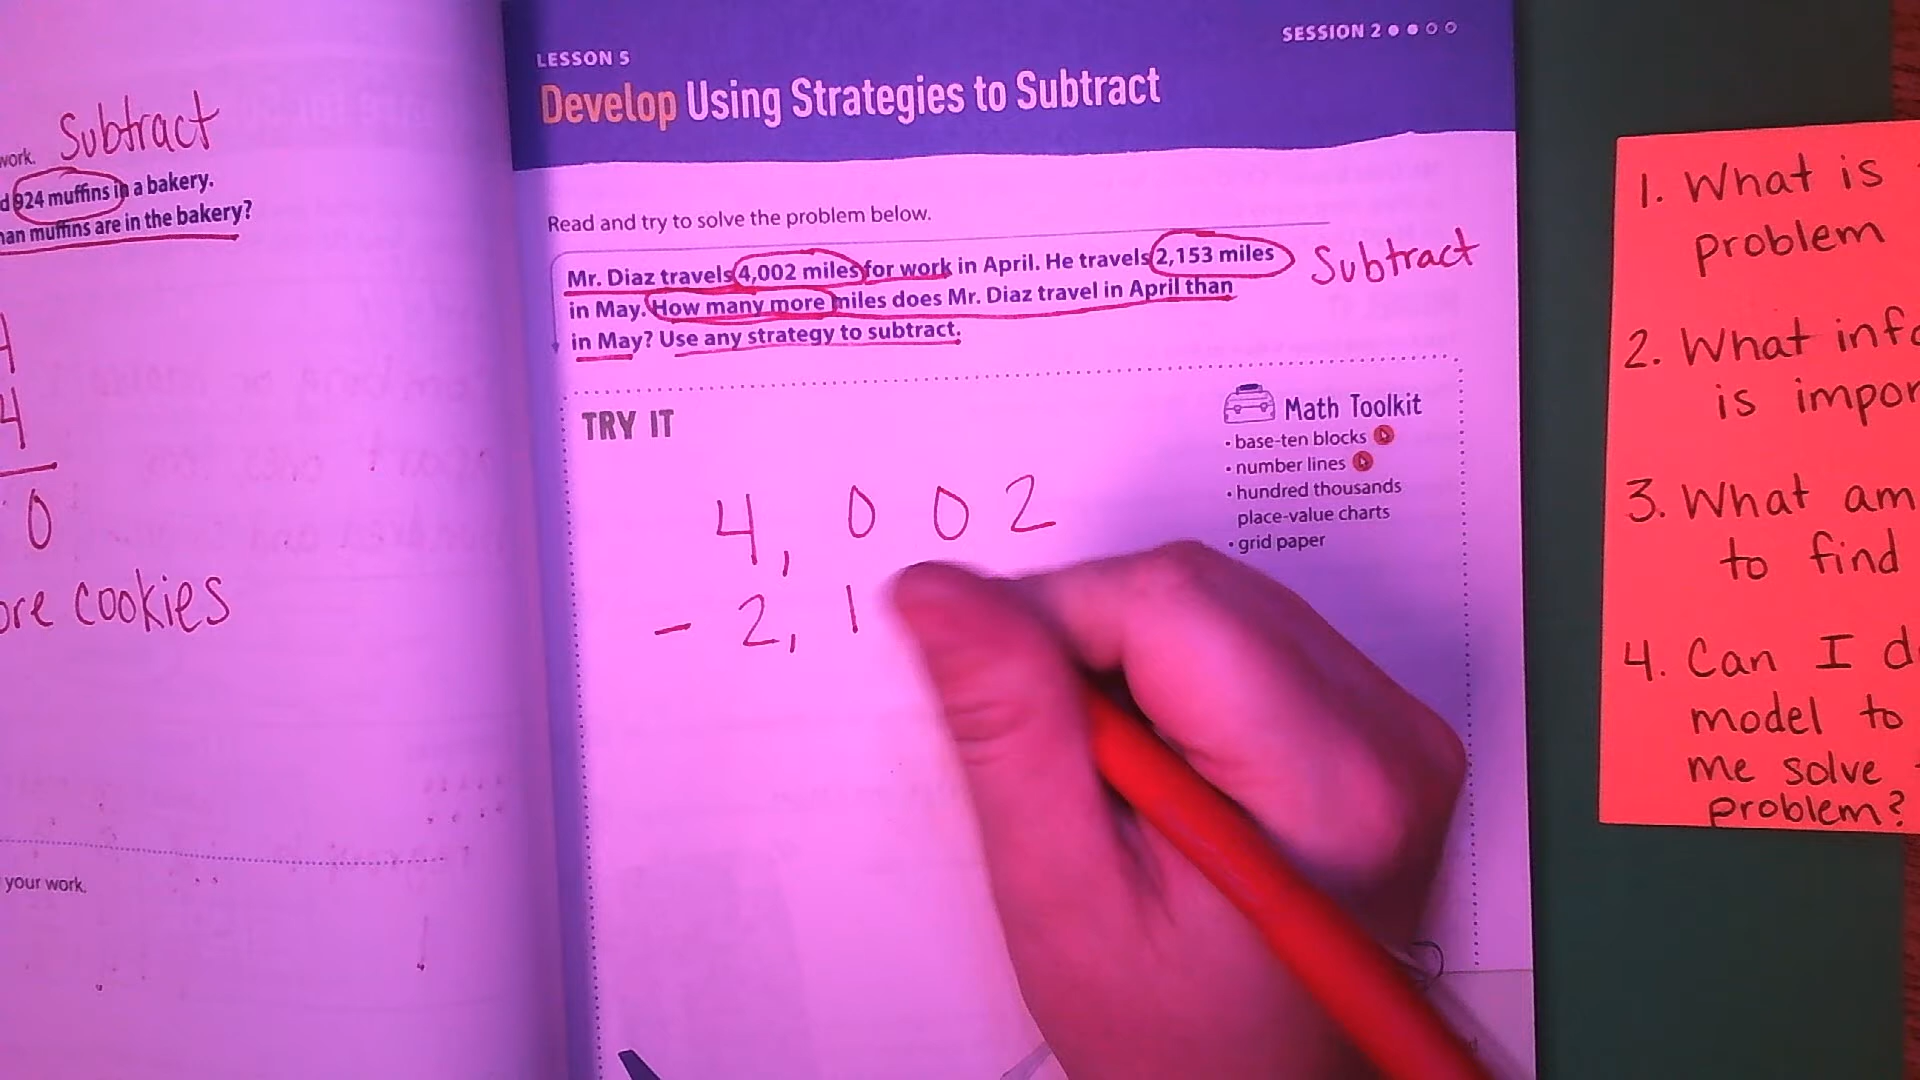 work. Subtract
d 924 muffins in a bakery.
han muffins are in the bakery?
4
4
0
ore cookies
your work.
LESSON 5
SESSION 2
Develop Using Strategies to Subtract
Read and try to solve the problem below.
Mr. Diaz travels 4,002 miles for work in April. He travels 2,153 miles
in May. How many more miles does Mr. Diaz travel in April than
in May? Use any strategy to subtract.
Subtract
TRY IT
Math Toolkit
• base-ten blocks
• number lines
• hundred thousands
place-value charts
• grid paper
4,002
- 2,1
1. What is
problem
2. What info
is impor
3. What am
to find
4. Can I d
model to
me solve
problem?